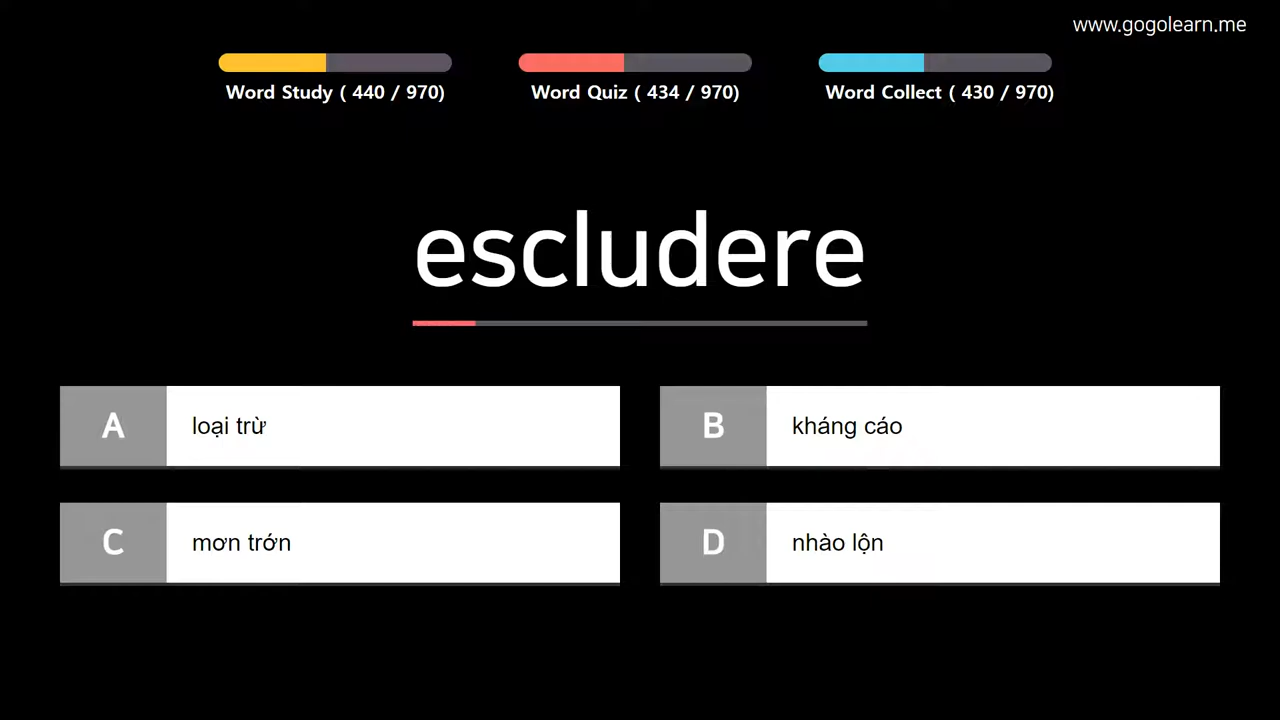 www.gogolearn.me
Word Study ( 440 / 970)
Word Quiz ( 434 / 970)
Word Collect ( 430 / 970)
escludere
A loại trừ
B kháng cáo
C mơn trớn
D nhào lộn